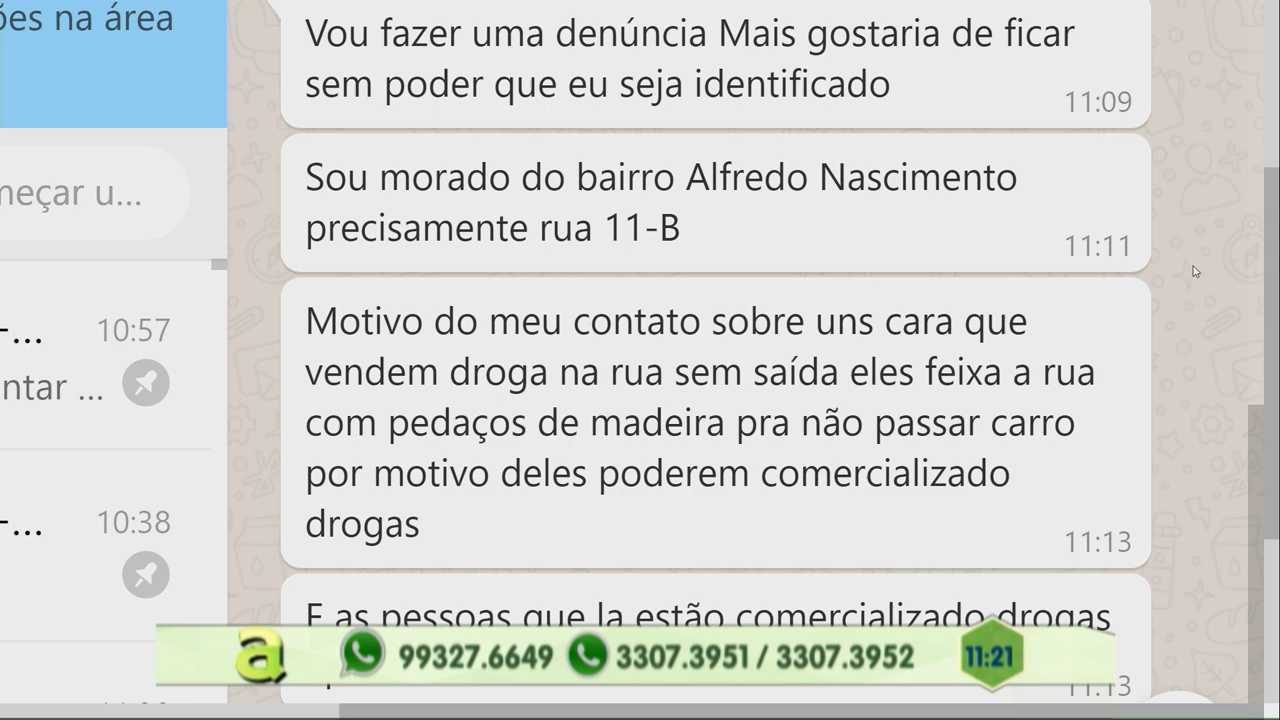 ões na área
meçar u...
-... 10:57
ntar ...
-... 10:38
Vou fazer uma denúncia Mais gostaria de ficar
sem poder que eu seja identificado
11:09
Sou morado do bairro Alfredo Nascimento
precisamente rua 11-B
11:11
Motivo do meu contato sobre uns cara que
vendem droga na rua sem saída eles feixa a rua
com pedaços de madeira pra não passar carro
por motivo deles poderem comercializado
drogas
11:13
E as pessoas que la estão comercializado drogas
11:13
a 99327.6649 3307.3951 / 3307.3952 11:21